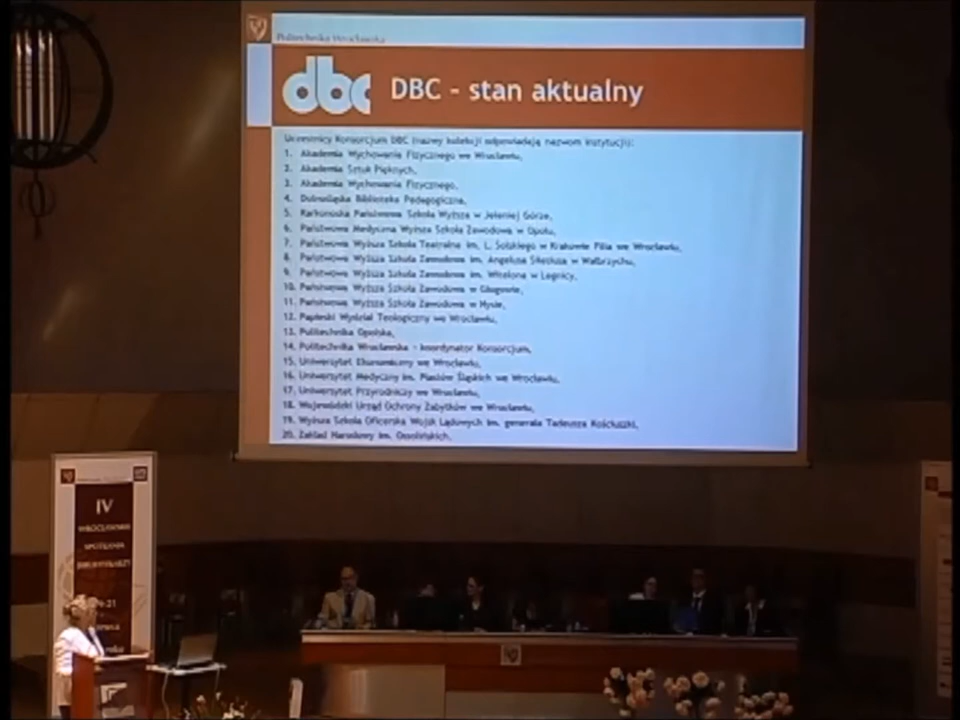 Politechnika Wrocławska
dbc
DBC - stan aktualny
Uczestnicy Konsorcjum DBC (nazwy kolekcji odpowiadają nazwom instytucji):
1. Akademia Wychowania Fizycznego we Wrocławiu,
2. Akademia Sztuk Pięknych,
3. Akademia Wychowania Fizycznego,
4. Dolnośląska Biblioteka Pedagogiczna,
5. Karkonoska Państwowa Szkoła Wyższa w Jeleniej Górze,
6. Państwowa Medyczna Wyższa Szkoła Zawodowa w Opolu,
7. Państwowa Wyższa Szkoła Teatralna im. L. Solskiego w Krakowie Filia we Wrocławiu,
8. Państwowa Wyższa Szkoła Zawodowa im. Angelusa Silesiusa w Wałbrzychu,
9. Państwowa Wyższa Szkoła Zawodowa im. Witelona w Legnicy,
10. Państwowa Wyższa Szkoła Zawodowa w Głogowie,
11. Państwowa Wyższa Szkoła Zawodowa w Nysie,
12. Papieski Wydział Teologiczny we Wrocławiu,
13. Politechnika Opolska,
14. Politechnika Wrocławska - koordynator Konsorcjum,
15. Uniwersytet Ekonomiczny we Wrocławiu,
16. Uniwersytet Medyczny im. Piastów Śląskich we Wrocławiu,
17. Uniwersytet Przyrodniczy we Wrocławiu,
18. Wojewódzki Urząd Ochrony Zabytków we Wrocławiu,
19. Wyższa Szkoła Oficerska Wojsk Lądowych im. generała Tadeusza Kościuszki,
20. Zakład Narodowy im. Ossolińskich.
IV
WROCŁAWSKIE
SPOTKANIA